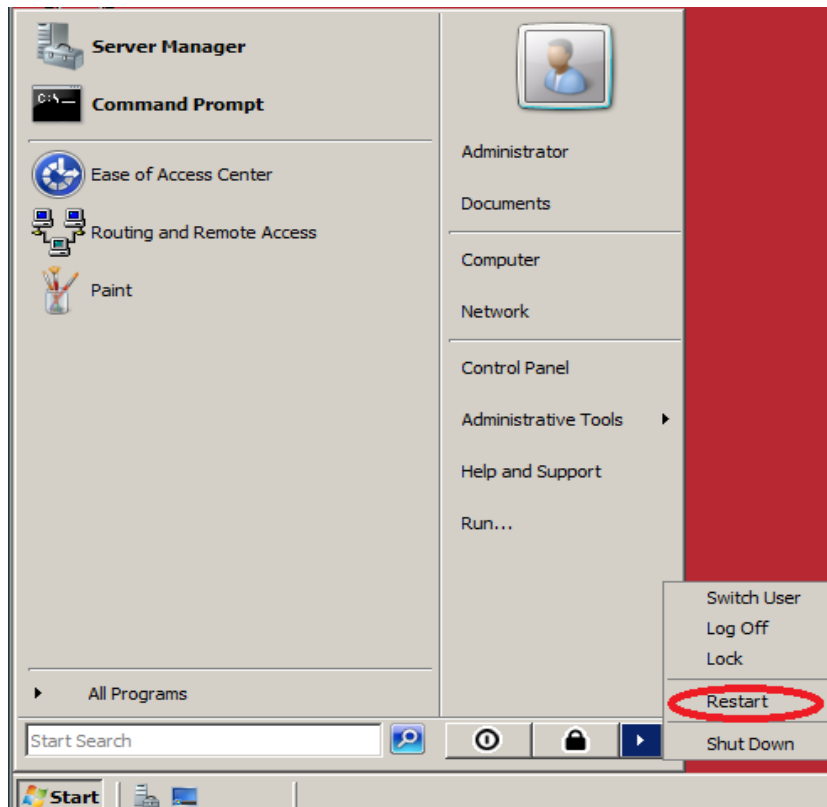 Server Manager
C:\
Command Prompt
Ease of Access Center
Routing and Remote Access
Paint
All Programs
Start Search
Administrator
Documents
Computer
Network
Control Panel
Administrative Tools
Help and Support
Run...
Switch User
Log Off
Lock
Restart
Shut Down
Start